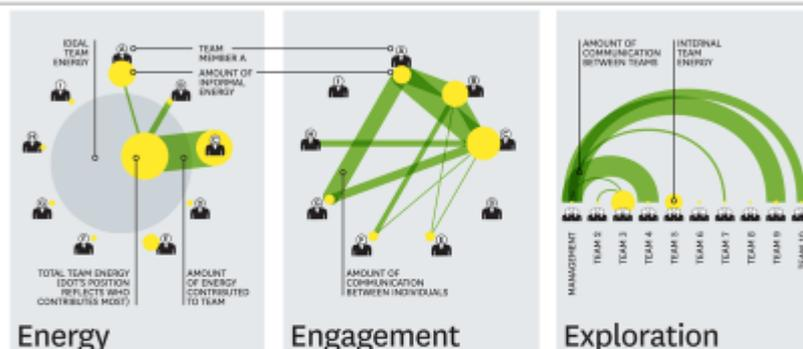 IDEAL
TEAM
ENERGY
TEAM
MEMBER A
AMOUNT OF
INFORMAL
ENERGY
TOTAL TEAM ENERGY
(DOT'S POSITION
REFLECTS WHO
CONTRIBUTES MOST)
AMOUNT
OF ENERGY
CONTRIBUTED
TO TEAM
Energy
AMOUNT OF
COMMUNICATION
BETWEEN INDIVIDUALS
Engagement
AMOUNT OF
COMMUNICATION
BETWEEN TEAMS
INTERNAL
TEAM
ENERGY
MANAGEMENT
TEAM 2
TEAM 3
TEAM 4
TEAM 5
TEAM 6
TEAM 7
TEAM 8
TEAM 9
TEAM 10
Exploration